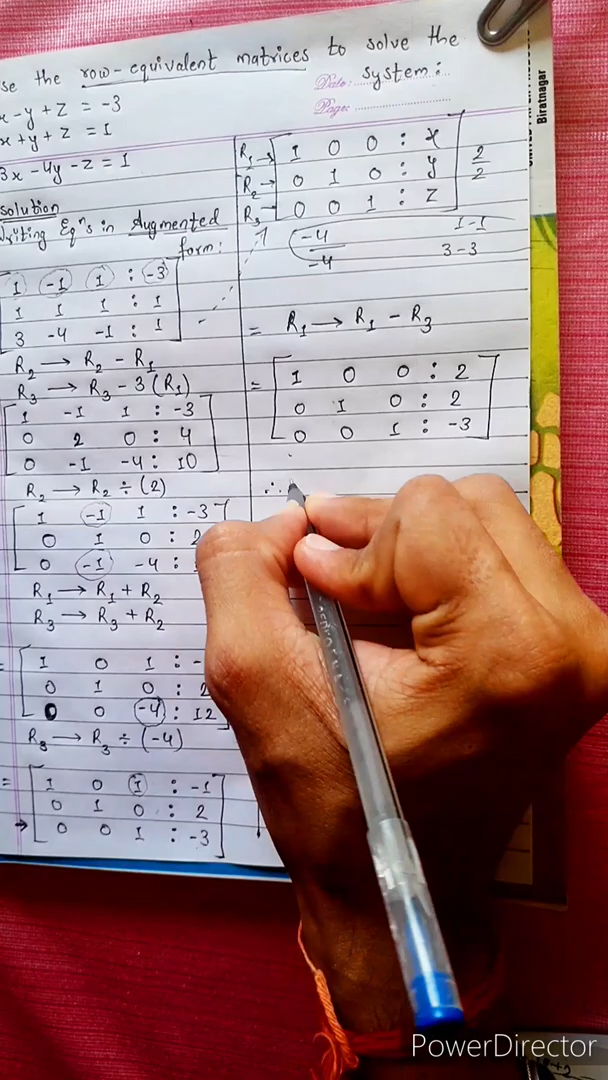 se the row-equivalent matrices to solve the
system:
Date:
Page:
x - y + z = -3
x + y + z = 1
3x - 4y - z = 1
solution
Writing Eqⁿs in Augmented
form:
1 -1 1 : -3
1 1 1 : 1
3 -4 -1 : 1
R₂ → R₂ - R₁
R₃ → R₃ - 3(R₁)
1 -1 1 : -3
0 2 0 : 4
0 -1 -4 : 10
R₂ → R₂ ÷ (2)
1 -1 1 : -3
0 1 0 : 2
0 -1 -4 :
R₁ → R₁ + R₂
R₃ → R₃ + R₂
= 1 0 1 : -
0 1 0 : 2
0 0 -4 : 12
R₃ → R₃ ÷ (-4)
= 1 0 1 : -1
0 1 0 : 2
→ 0 0 1 : -3
R₁ → 1 0 0 : x
R₂ → 0 1 0 : y
R₃ → 0 0 1 : z
2/2
-4/-4
1-1
3-3
= R₁ → R₁ - R₃
= 1 0 0 : 2
0 1 0 : 2
0 0 1 : -3
∴
Biratnagar
PowerDirector